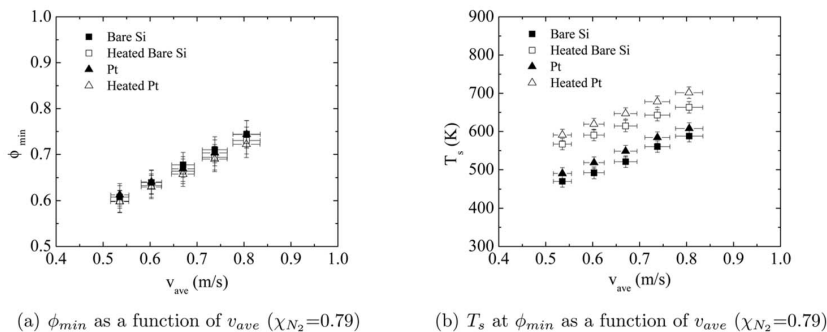 Bare Si
Heated Bare Si
Pt
Heated Pt
1.0
0.9
0.8
0.7
0.6
0.5
ϕmin
0.4 0.5 0.6 0.7 0.8 0.9 1.0
vave (m/s)
(a) ϕmin as a function of vave (χN2=0.79)
Bare Si
Heated Bare Si
Pt
Heated Pt
900
800
700
600
500
400
300
Ts (K)
0.4 0.5 0.6 0.7 0.8 0.9 1.0
vave (m/s)
(b) Ts at ϕmin as a function of vave (χN2=0.79)